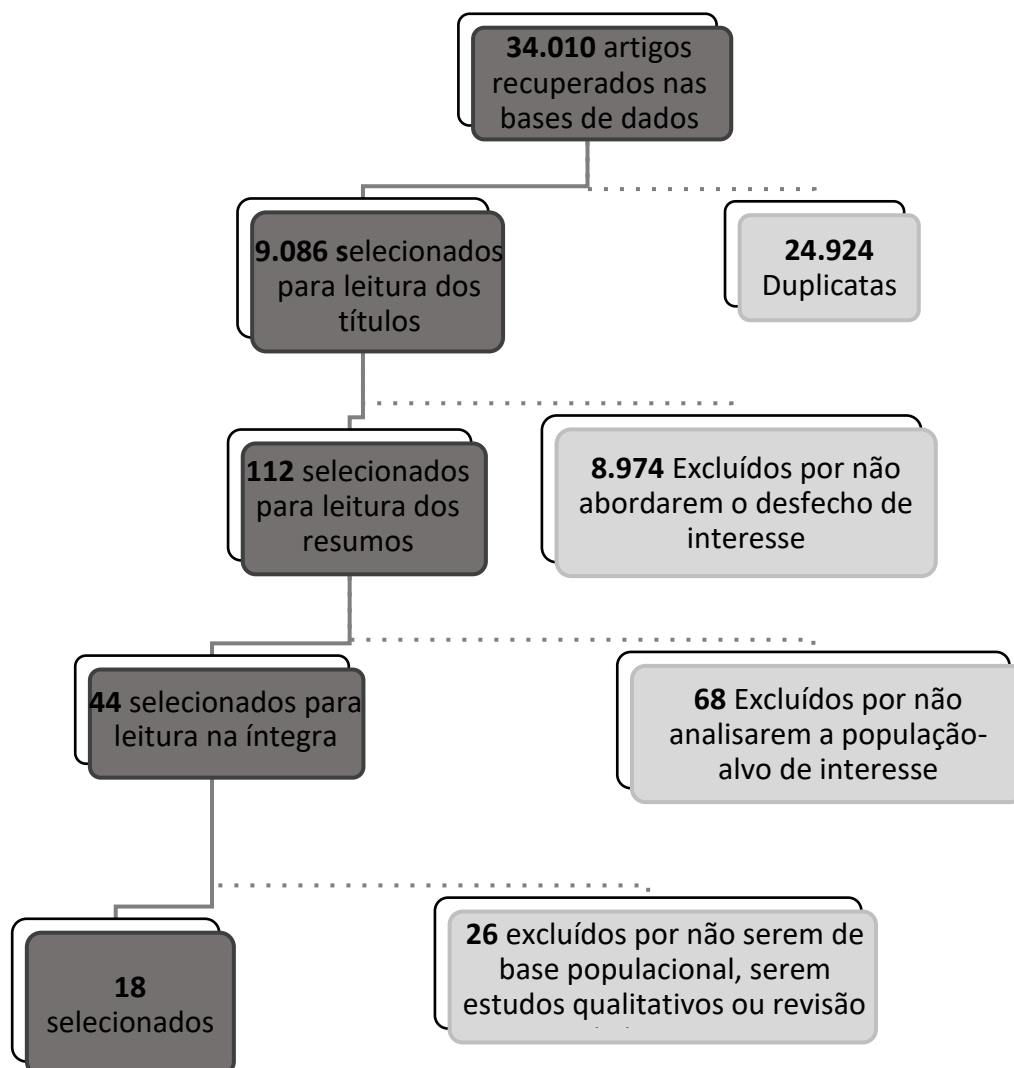 34.010 artigos
recuperados nas
bases de dados
9.086 selecionados
para leitura dos
títulos
24.924
Duplicatas
112 selecionados
para leitura dos
resumos
8.974 Excluídos por não
abordarem o desfecho de
interesse
44 selecionados para
leitura na íntegra
68 Excluídos por não
analisarem a população-
alvo de interesse
18
selecionados
26 excluídos por não serem de
base populacional, serem
estudos qualitativos ou revisão